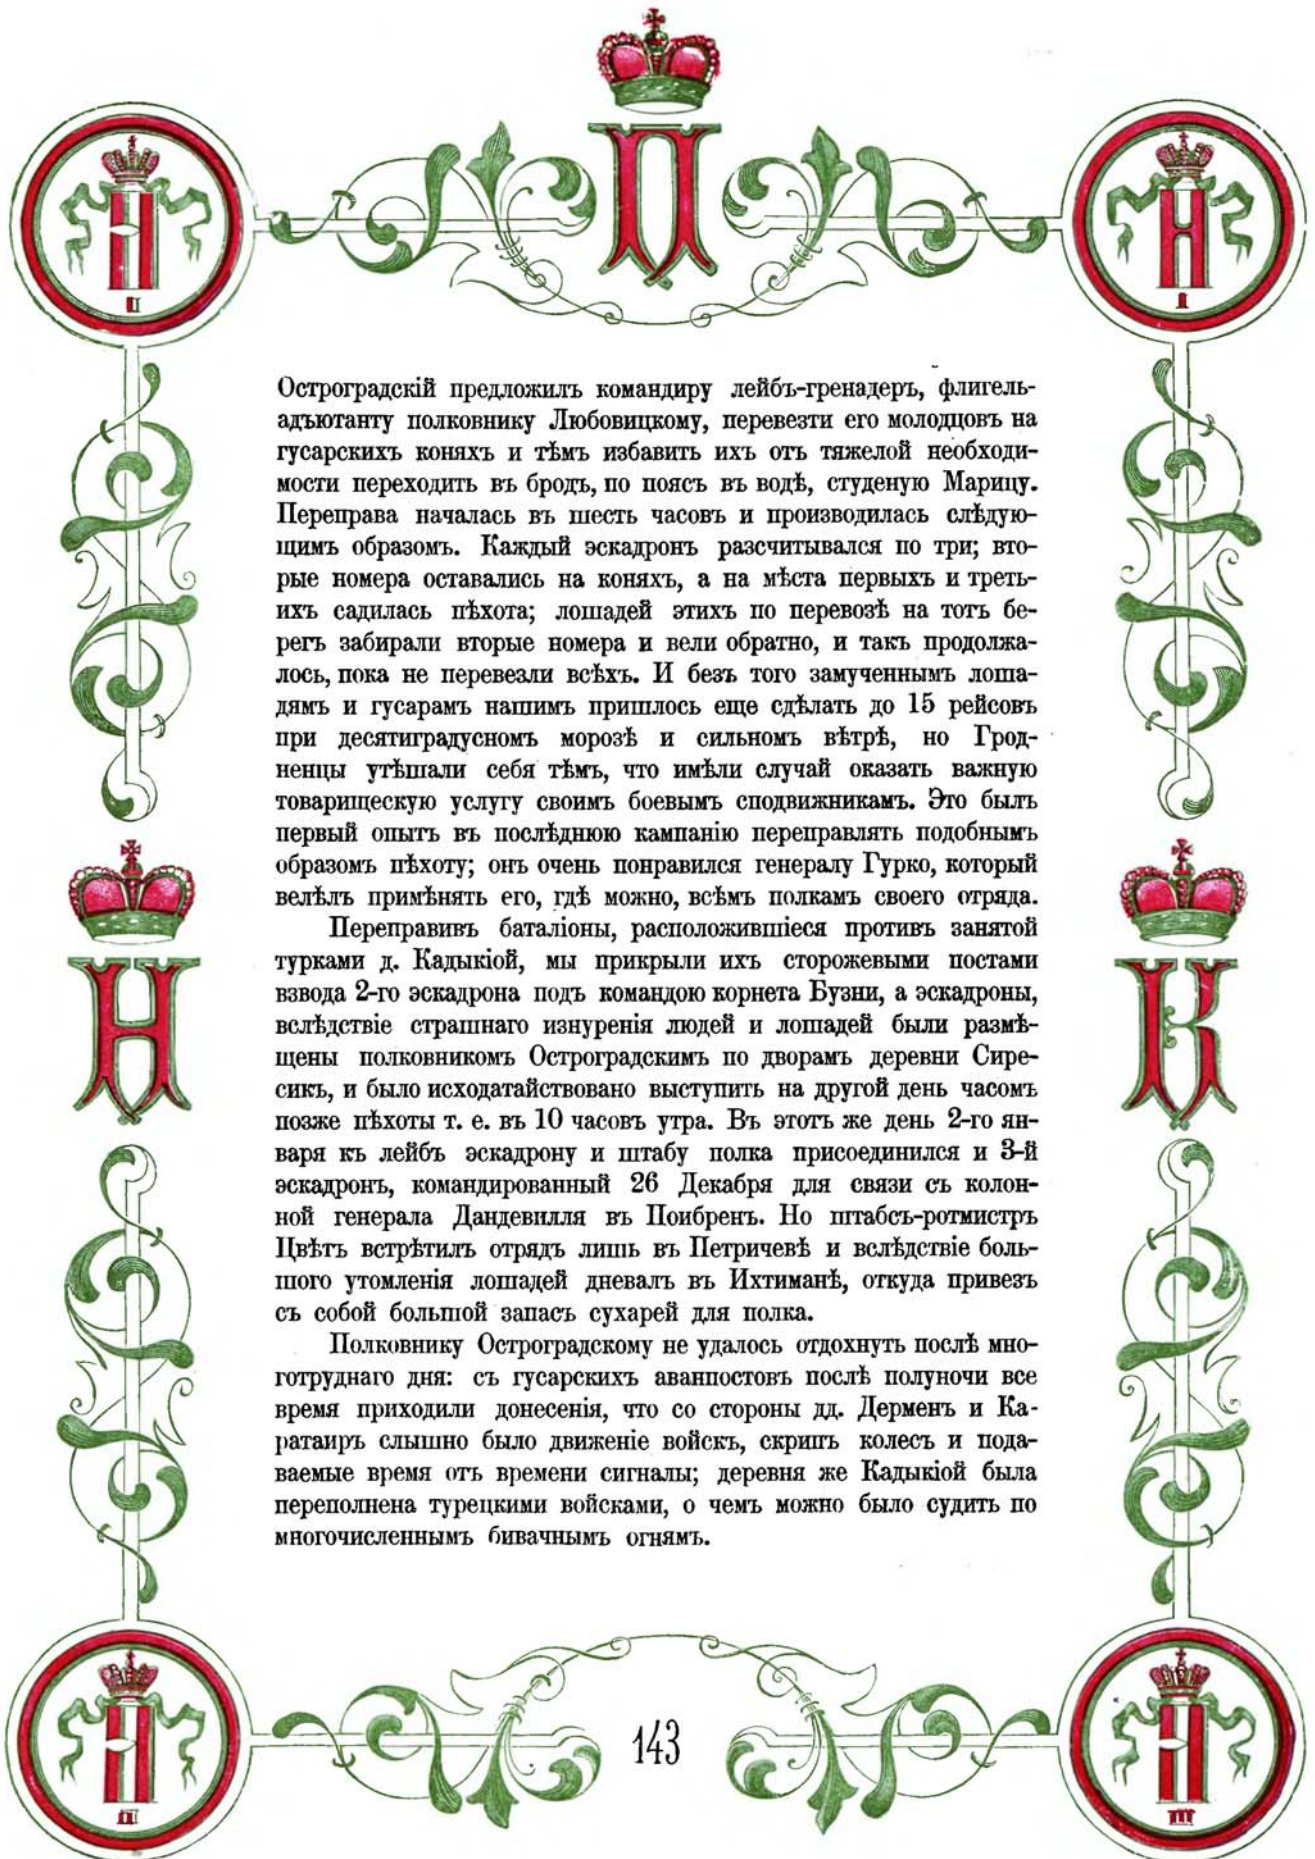 П
II
I
Остроградскій предложилъ командиру лейбъ-гренадеръ, флигель-
адъютанту полковнику Любовицкому, перевезти его молодцовъ на
гусарскихъ коняхъ и тѣмъ избавить ихъ отъ тяжелой необходи-
мости переходить въ бродъ, по поясъ въ водѣ, студеную Марицу.
Переправа началась въ шесть часовъ и производилась слѣдую-
щимъ образомъ. Каждый эскадронъ разсчитывался по три; вто-
рые номера оставались на коняхъ, а на мѣста первыхъ и треть-
ихъ садилась пѣхота; лошадей этихъ по перевозѣ на тотъ бе-
регъ забирали вторые номера и вели обратно, и такъ продолжа-
лось, пока не перевезли всѣхъ. И безъ того замученнымъ лоша-
дямъ и гусарамъ нашимъ пришлось еще сдѣлать до 15 рейсовъ
при десятиградусномъ морозѣ и сильномъ вѣтрѣ, но Грод-
ненцы утѣшали себя тѣмъ, что имѣли случай оказать важную
товарищескую услугу своимъ боевымъ сподвижникамъ. Это былъ
первый опытъ въ послѣднюю кампанію переправлять подобнымъ
образомъ пѣхоту; онъ очень понравился генералу Гурко, который
велѣлъ примѣнять его, гдѣ можно, всѣмъ полкамъ своего отряда.
Переправивъ баталіоны, расположившіеся противъ занятой
турками д. Кадыкіой, мы прикрыли ихъ сторожевыми постами
взвода 2-го эскадрона подъ командою корнета Бузни, а эскадроны,
вслѣдствіе страшнаго изнуренія людей и лошадей были размѣ-
щены полковникомъ Остроградскимъ по дворамъ деревни Сире-
сикъ, и было исходатайствовано выступить на другой день часомъ
позже пѣхоты т. е. въ 10 часовъ утра. Въ этотъ же день 2-го ян-
варя къ лейбъ эскадрону и штабу полка присоединился и 3-й
эскадронъ, командированный 26 Декабря для связи съ колон-
ной генерала Дандевилля въ Поибренъ. Но штабсъ-ротмистръ
Цвѣтъ встрѣтилъ отрядъ лишь въ Петричевѣ и вслѣдствіе боль-
шого утомленія лошадей дневалъ въ Ихтиманѣ, откуда привезъ
съ собой большой запасъ сухарей для полка.
Полковнику Остроградскому не удалось отдохнуть послѣ мно-
готруднаго дня: съ гусарскихъ аванпостовъ послѣ полуночи все
время приходили донесенія, что со стороны дд. Дерменъ и Ка-
ратаиръ слышно было движеніе войскъ, скрипъ колесъ и пода-
ваемые время отъ времени сигналы; деревня же Кадыкіой была
переполнена турецкими войсками, о чемъ можно было судить по
многочисленнымъ бивачнымъ огнямъ.
Н
К
III
143